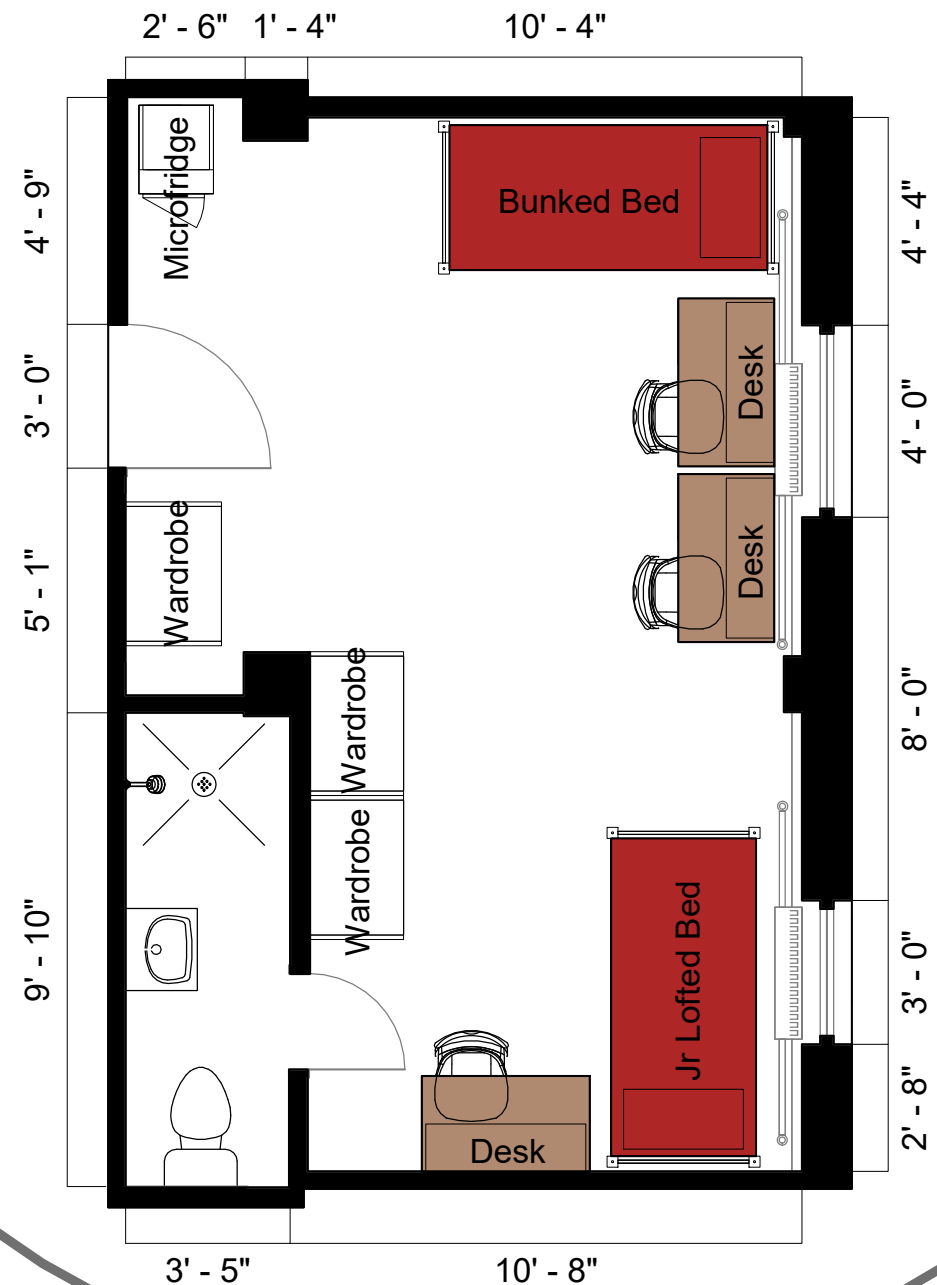 2' - 6"
1' - 4"
10' - 4"
4' - 9"
Microfridge
Bunked Bed
4' - 4"
3' - 0"
Desk
4' - 0"
5' - 1"
Wardrobe
Desk
Wardrobe
8' - 0"
Wardrobe
9' - 10"
Jr Lofted Bed
3' - 0"
Desk
2' - 8"
3' - 5"
10' - 8"